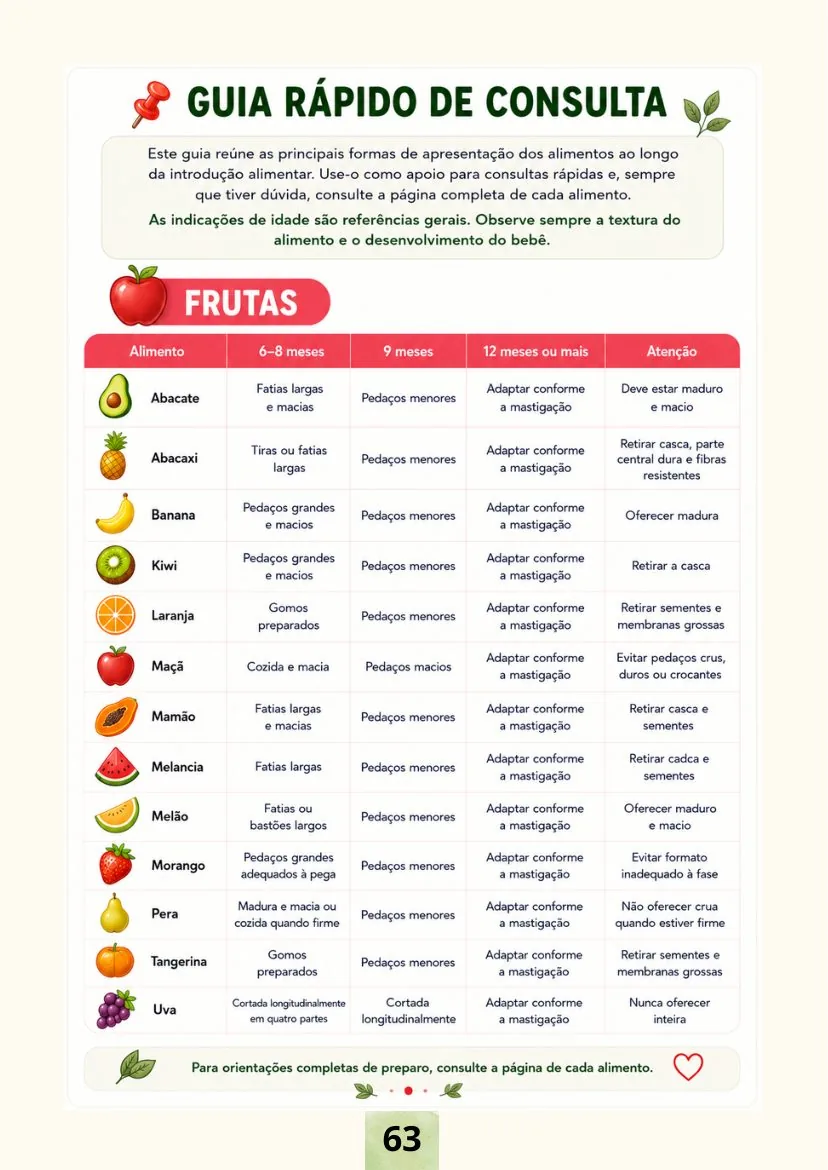 GUIA RÁPIDO DE CONSULTA
Este guia reúne as principais formas de apresentação dos alimentos ao longo
da introdução alimentar. Use-o como apoio para consultas rápidas e, sempre
que tiver dúvida, consulte a página completa de cada alimento.
As indicações de idade são referências gerais. Observe sempre a textura do
alimento e o desenvolvimento do bebê.
FRUTAS
Alimento 6–8 meses 9 meses 12 meses ou mais Atenção
Abacate
Fatias largas
e macias
Pedaços menores
Adaptar conforme
a mastigação
Deve estar maduro
e macio
Abacaxi
Tiras ou fatias
largas
Pedaços menores
Adaptar conforme
a mastigação
Retirar casca, parte
central dura e fibras
resistentes
Banana
Pedaços grandes
e macios
Pedaços menores
Adaptar conforme
a mastigação
Oferecer madura
Kiwi
Pedaços grandes
e macios
Pedaços menores
Adaptar conforme
a mastigação
Retirar a casca
Laranja
Gomos
preparados
Pedaços menores
Adaptar conforme
a mastigação
Retirar sementes e
membranas grossas
Maçã
Cozida e macia
Pedaços macios
Adaptar conforme
a mastigação
Evitar pedaços crus,
duros ou crocantes
Mamão
Fatias largas
e macias
Pedaços menores
Adaptar conforme
a mastigação
Retirar casca e
sementes
Melancia
Fatias largas
Pedaços menores
Adaptar conforme
a mastigação
Retirar cadca e
sementes
Melão
Fatias ou
bastões largos
Pedaços menores
Adaptar conforme
a mastigação
Oferecer maduro
e macio
Morango
Pedaços grandes
adequados à pega
Pedaços menores
Adaptar conforme
a mastigação
Evitar formato
inadequado à fase
Pera
Madura e macia ou
cozida quando firme
Pedaços menores
Adaptar conforme
a mastigação
Não oferecer crua
quando estiver firme
Tangerina
Gomos
preparados
Pedaços menores
Adaptar conforme
a mastigação
Retirar sementes e
membranas grossas
Uva
Cortada longitudinalmente
em quatro partes
Cortada
longitudinalmente
Adaptar conforme
a mastigação
Nunca oferecer
inteira
Para orientações completas de preparo, consulte a página de cada alimento.
63